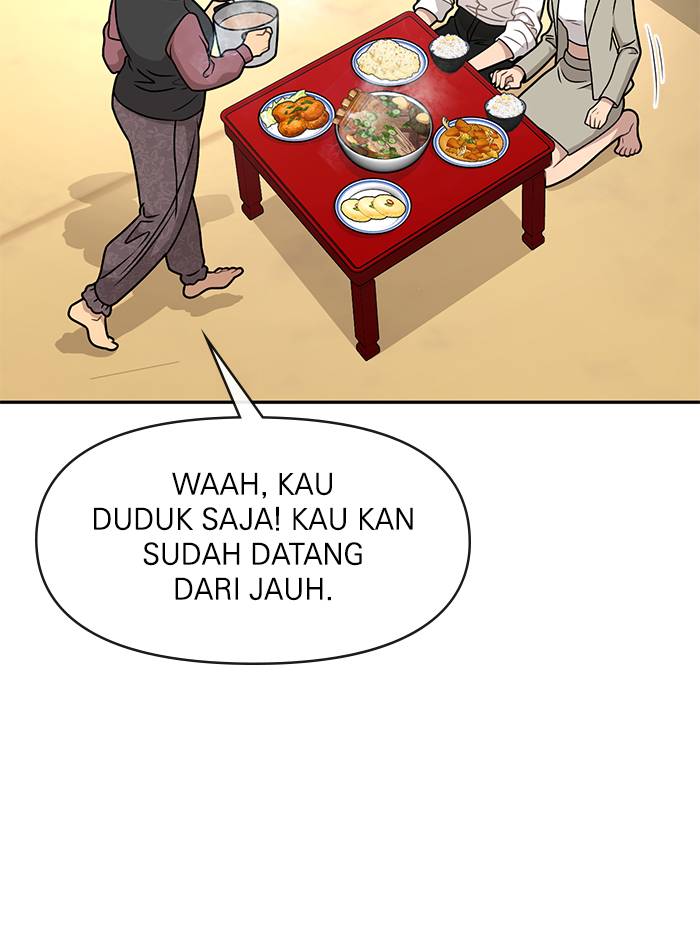 WAAH, KAU
DUDUK SAJA! KAU KAN
SUDAH DATANG
DARI JAUH.